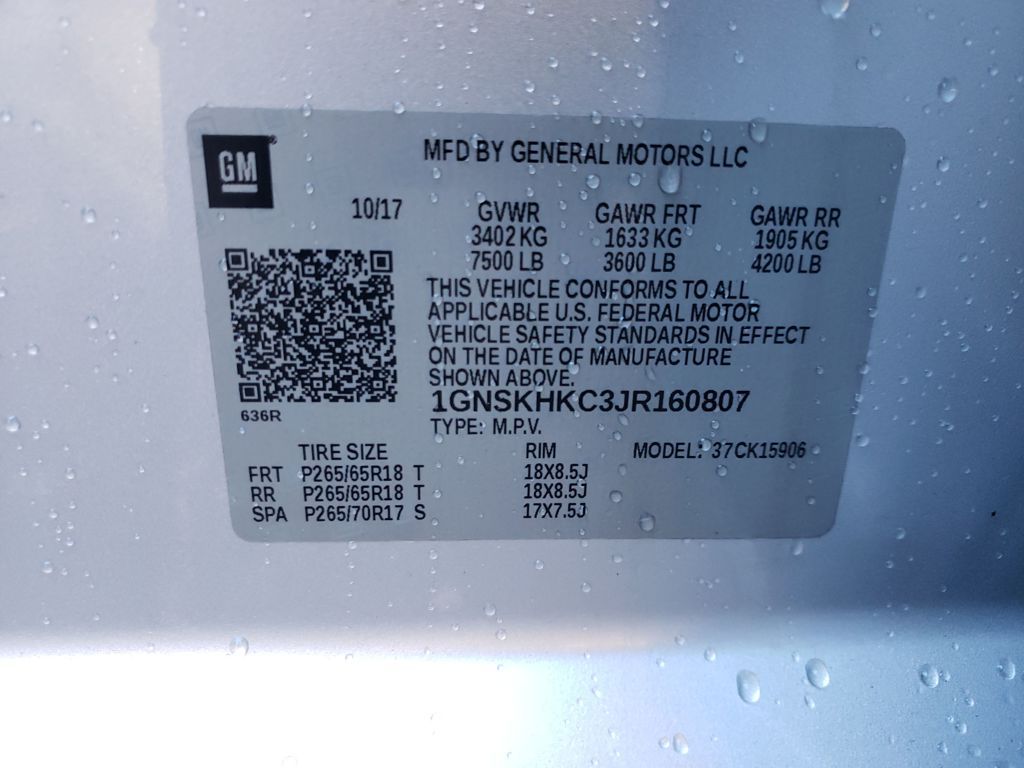 GM
MFD BY GENERAL MOTORS LLC
10/17
GVWR GAWR FRT GAWR RR
3402 KG 1633 KG 1905 KG
7500 LB 3600 LB 4200 LB
THIS VEHICLE CONFORMS TO ALL
APPLICABLE U.S. FEDERAL MOTOR
VEHICLE SAFETY STANDARDS IN EFFECT
ON THE DATE OF MANUFACTURE
SHOWN ABOVE.
1GNSKHKC3JR160807
636R
TYPE: M.P.V.
TIRE SIZE RIM MODEL: 37CK15906
FRT P265/65R18 T 18X8.5J
RR P265/65R18 T 18X8.5J
SPA P265/70R17 S 17X7.5J